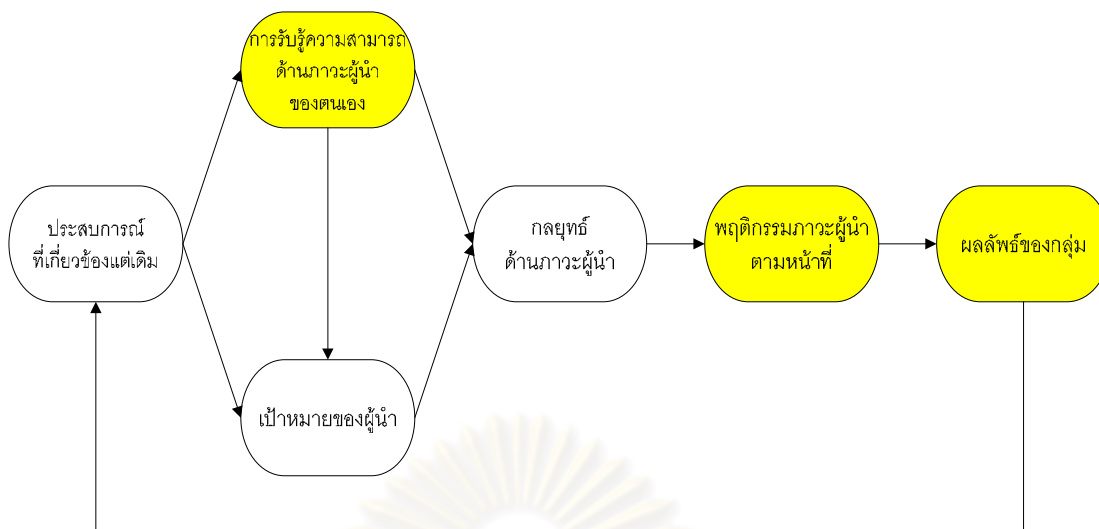 การรับรู้ความสามารถ
ด้านภาวะผู้นำ
ของตนเอง
ประสบการณ์
ที่เกี่ยวข้องแต่เดิม
กลยุทธ์
ด้านภาวะผู้นำ
พฤติกรรมภาวะผู้นำ
ตามหน้าที่
ผลลัพธ์ของกลุ่ม
เป้าหมายของผู้นำ